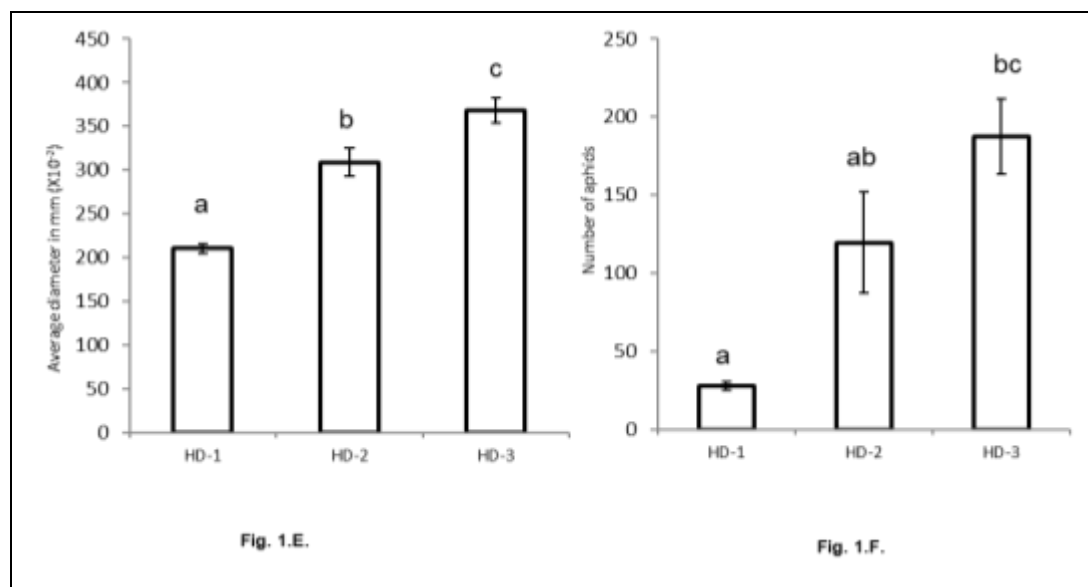 Average diameter in mm (X10⁻²)
450
400
350
300
250
200
150
100
50
0
a
b
c
HD-1 HD-2 HD-3
Fig. 1.E.
Number of aphids
250
200
150
100
50
0
a
ab
bc
HD-1 HD-2 HD-3
Fig. 1.F.